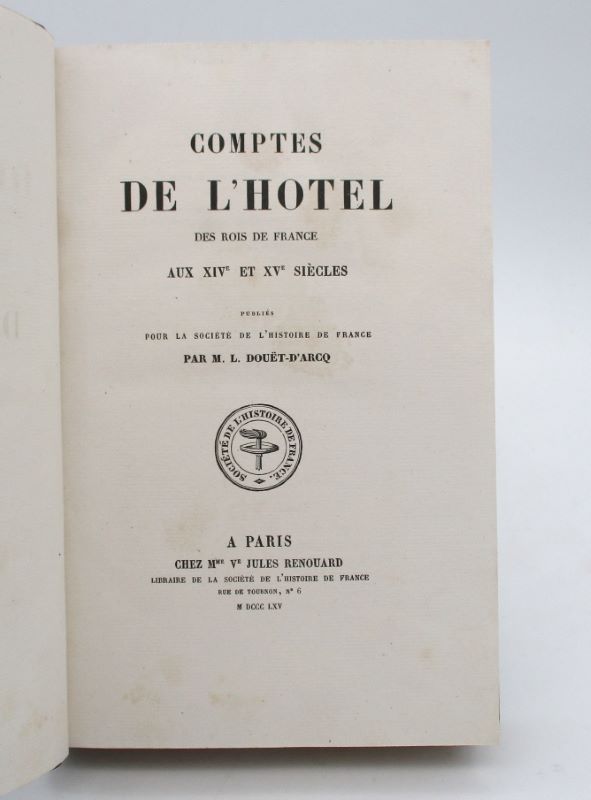 COMPTES
DE L'HOTEL
DES ROIS DE FRANCE
AUX XIVᴱ ET XVᴱ SIÈCLES
PUBLIÉS
POUR LA SOCIÉTÉ DE L'HISTOIRE DE FRANCE
PAR M. L. DOUËT-D'ARCQ
SOCIÉTÉ DE L'HISTOIRE DE FRANCE.
A PARIS
CHEZ Mᴹᴱ Vᴱ JULES RENOUARD
LIBRAIRE DE LA SOCIÉTÉ DE L'HISTOIRE DE FRANCE
RUE DE TOURNON, N° 6
M DCCC LXV